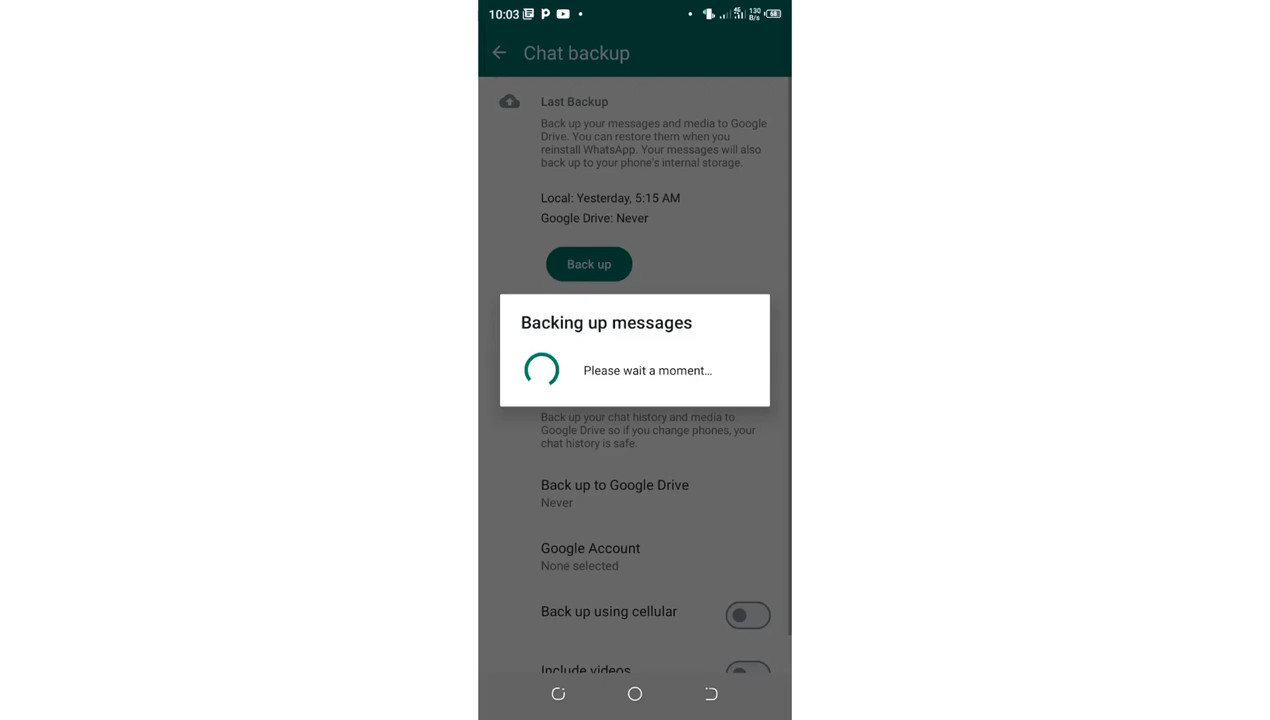 10:03
4G 130 B/s 68
Chat backup
Last Backup
Back up your messages and media to Google
Drive. You can restore them when you
reinstall WhatsApp. Your messages will also
back up to your phone's internal storage.
Local: Yesterday, 5:15 AM
Google Drive: Never
Back up
Backing up messages
Please wait a moment...
Back up your chat history and media to
Google Drive so if you change phones, your
chat history is safe.
Back up to Google Drive
Never
Google Account
None selected
Back up using cellular
Include videos